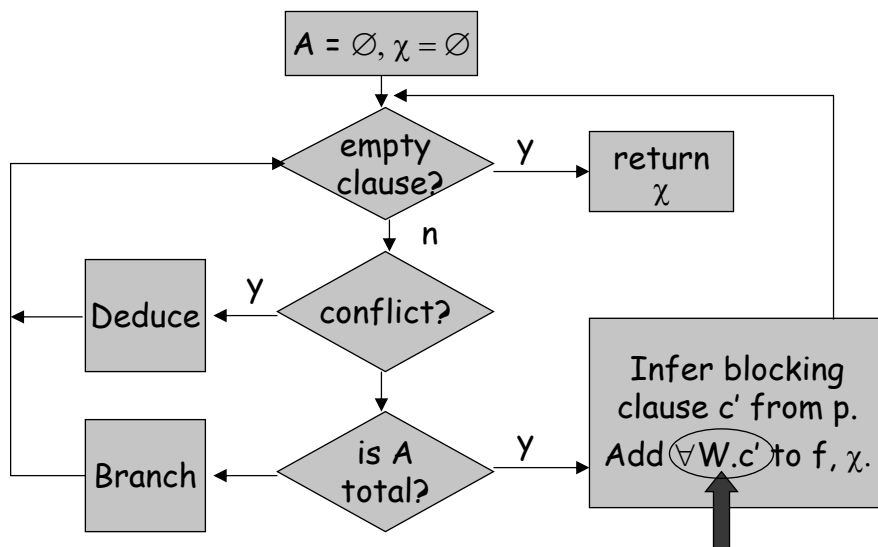 A = ∅, χ = ∅
empty
clause?
y
return
χ
n
Deduce
y
conflict?
Infer blocking
clause c' from p.
Add ∀W.c' to f, χ.
Branch
is A
total?
y